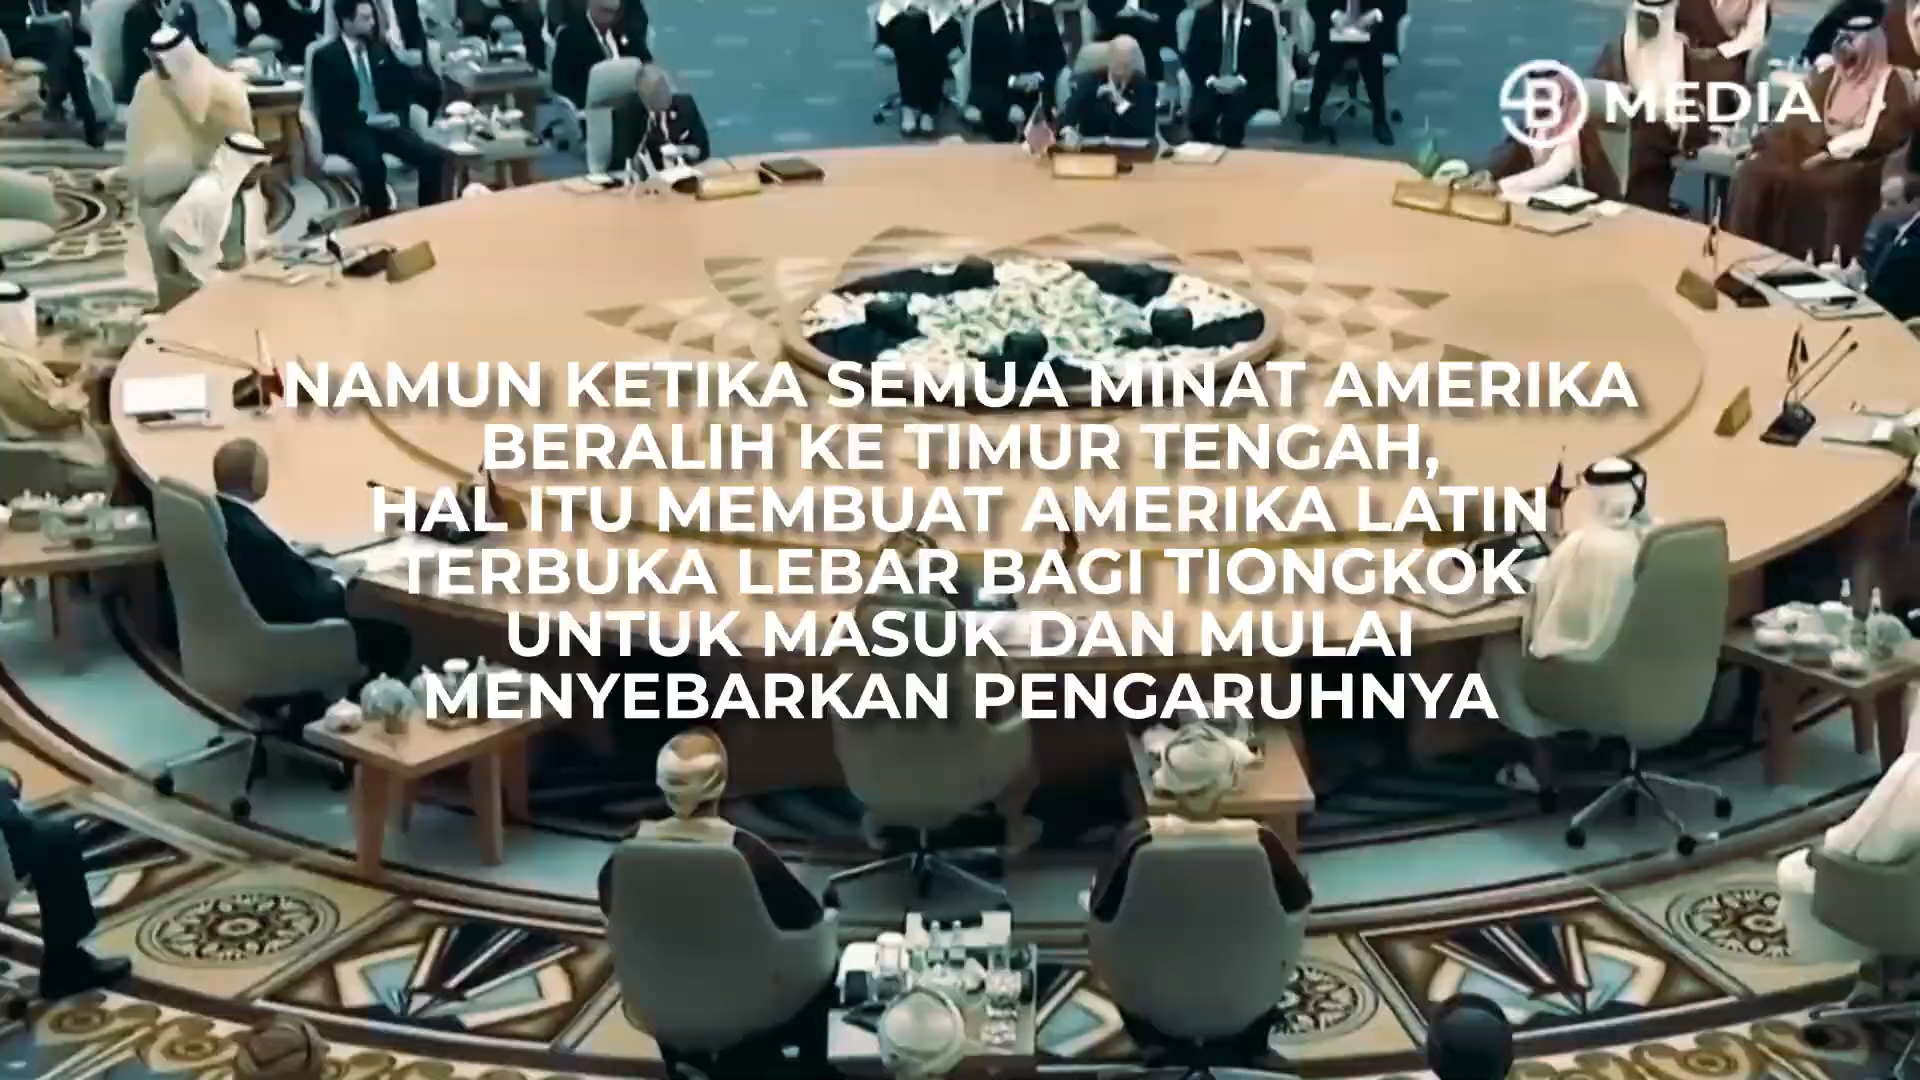 B MEDIA
NAMUN KETIKA SEMUA MINAT AMERIKA
BERALIH KE TIMUR TENGAH,
HAL ITU MEMBUAT AMERIKA LATIN
TERBUKA LEBAR BAGI TIONGKOK
UNTUK MASUK DAN MULAI
MENYEBARKAN PENGARUHNYA